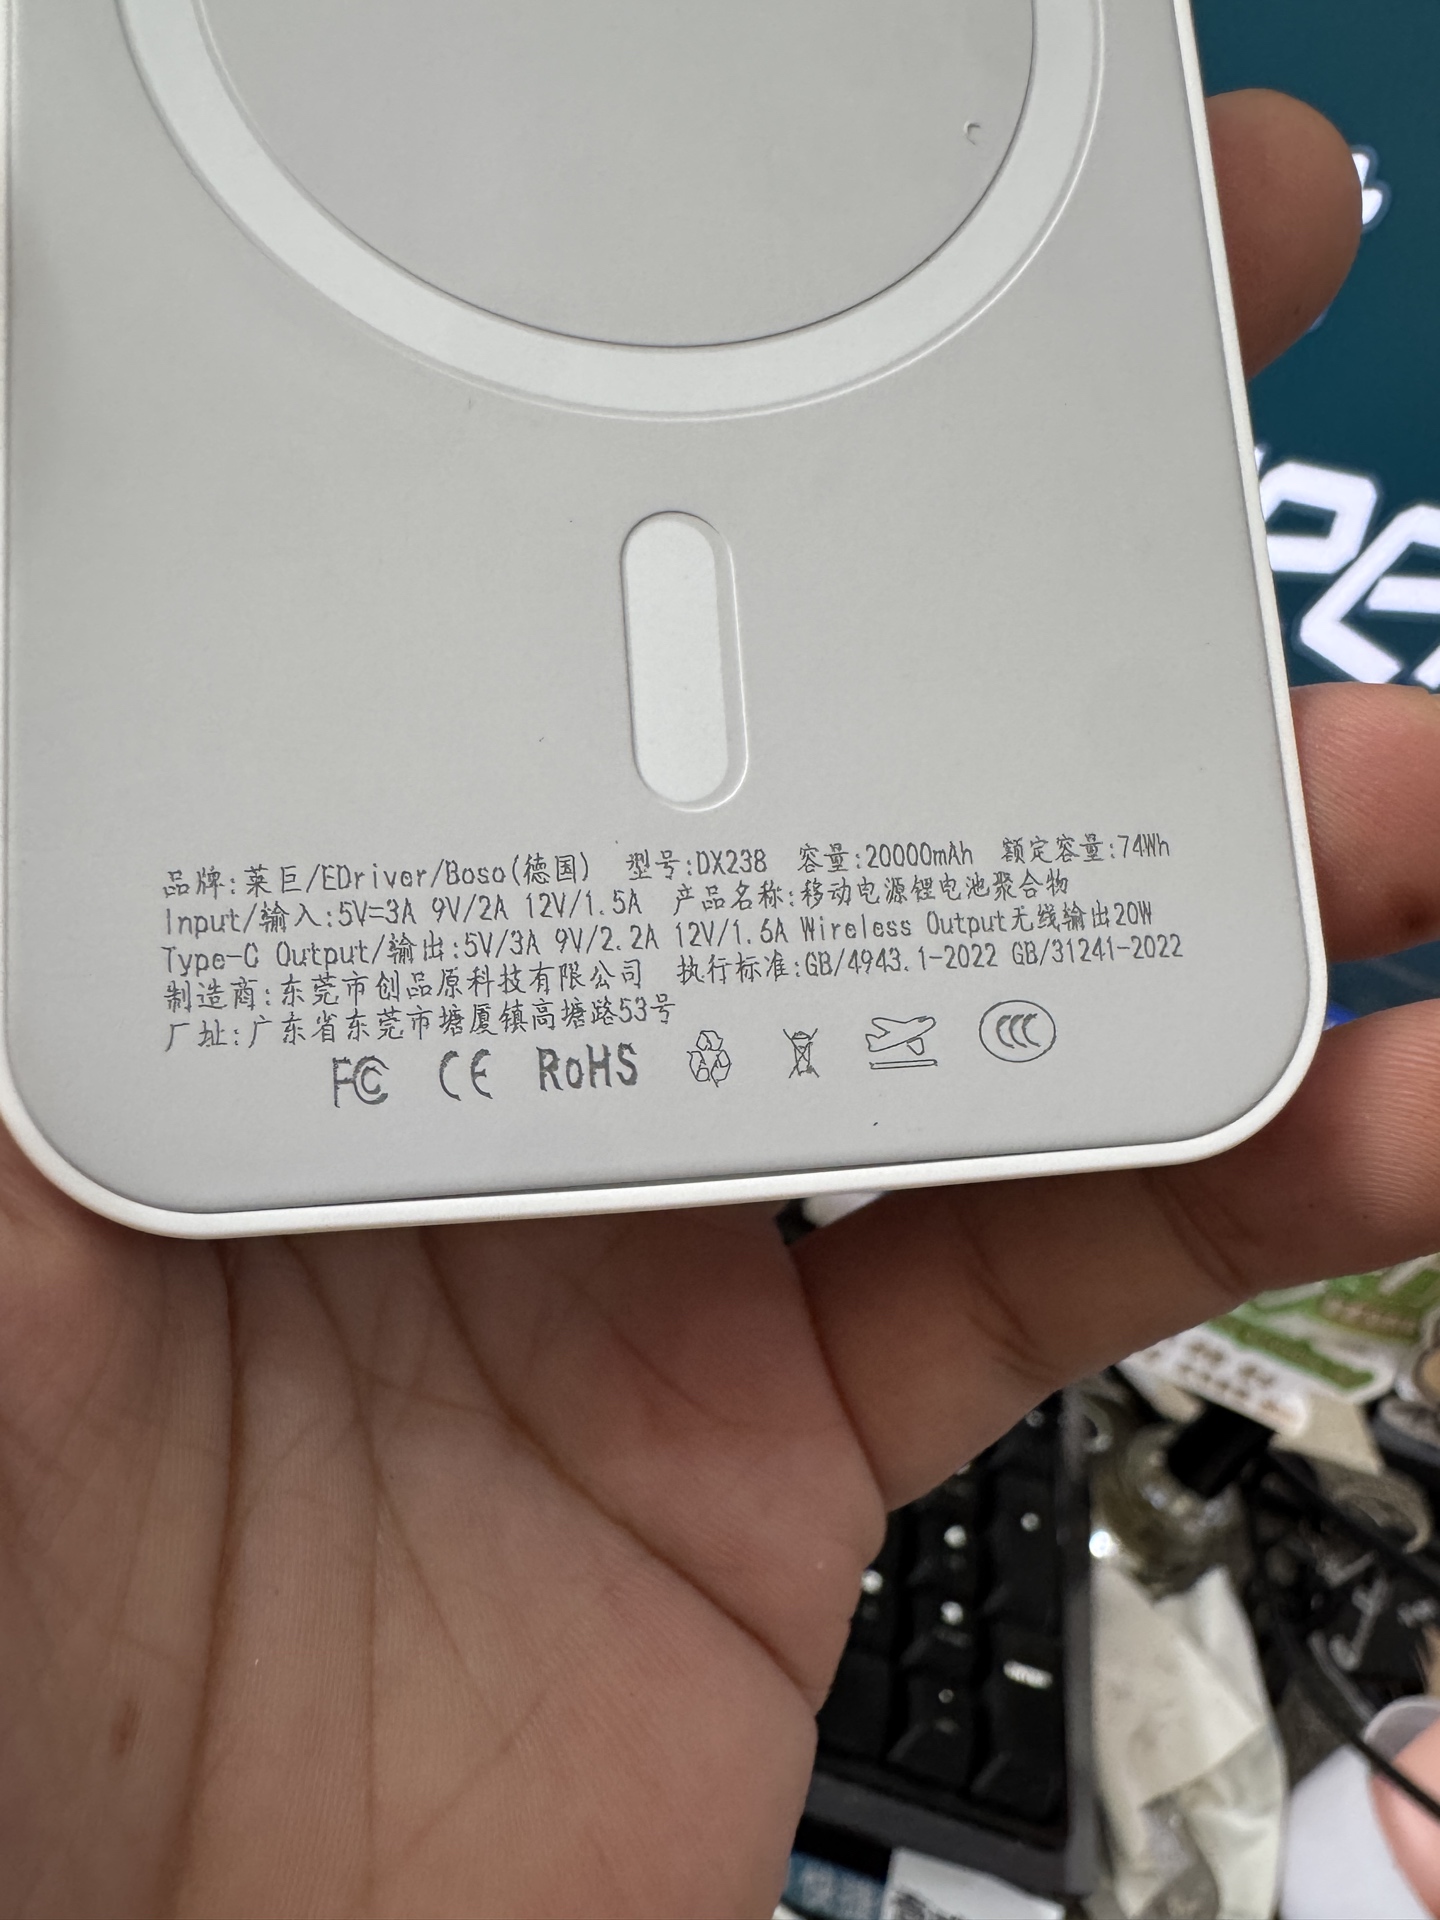 品牌:莱巨/EDriver/Boso(德国) 型号:DX238 容量:20000mAh 额定容量:74Wh
Input/输入:5V=3A 9V/2A 12V/1.5A 产品名称:移动电源锂电池聚合物
Type-C Output/输出:5V/3A 9V/2.2A 12V/1.6A Wireless Output无线输出20W
制造商:东莞市创品原科技有限公司 执行标准:GB/4943.1-2022 GB/31241-2022
厂址:广东省东莞市塘厦镇高塘路53号
FC CE RoHS CCC